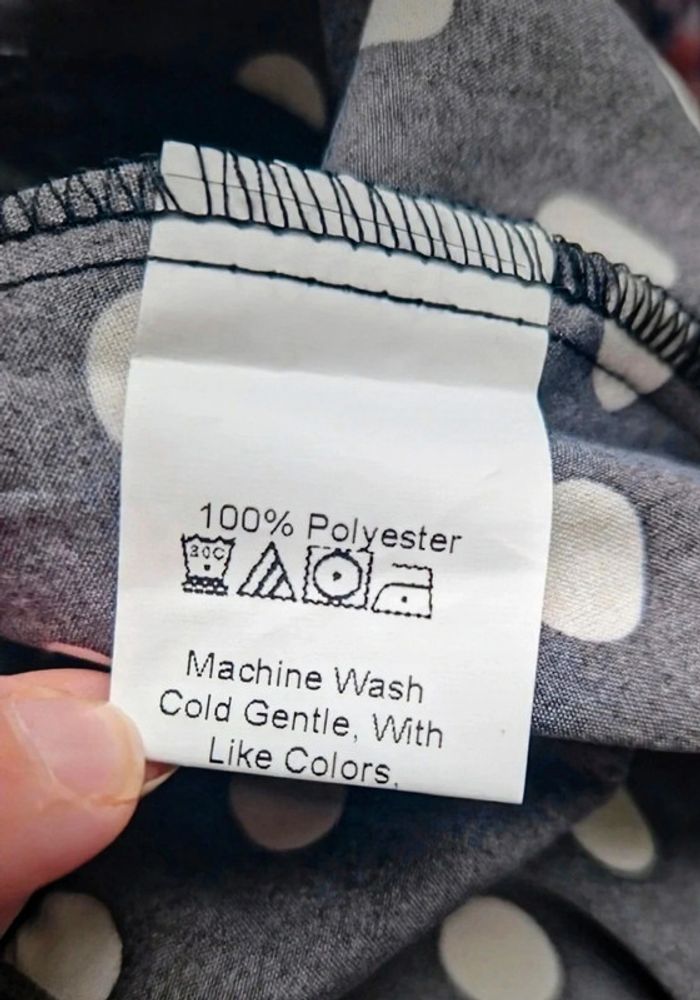 100% Polyester
30C
Machine Wash
Cold Gentle, With
Like Colors,